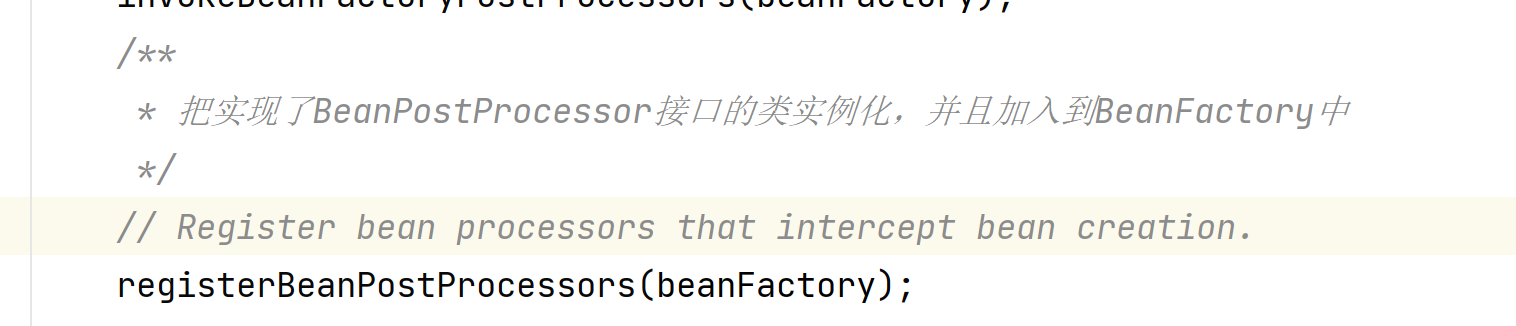 invokeBeanFactoryPostProcessors(beanFactory);
/**
* 把实现了BeanPostProcessor接口的类实例化，并且加入到BeanFactory中
*/
// Register bean processors that intercept bean creation.
registerBeanPostProcessors(beanFactory);